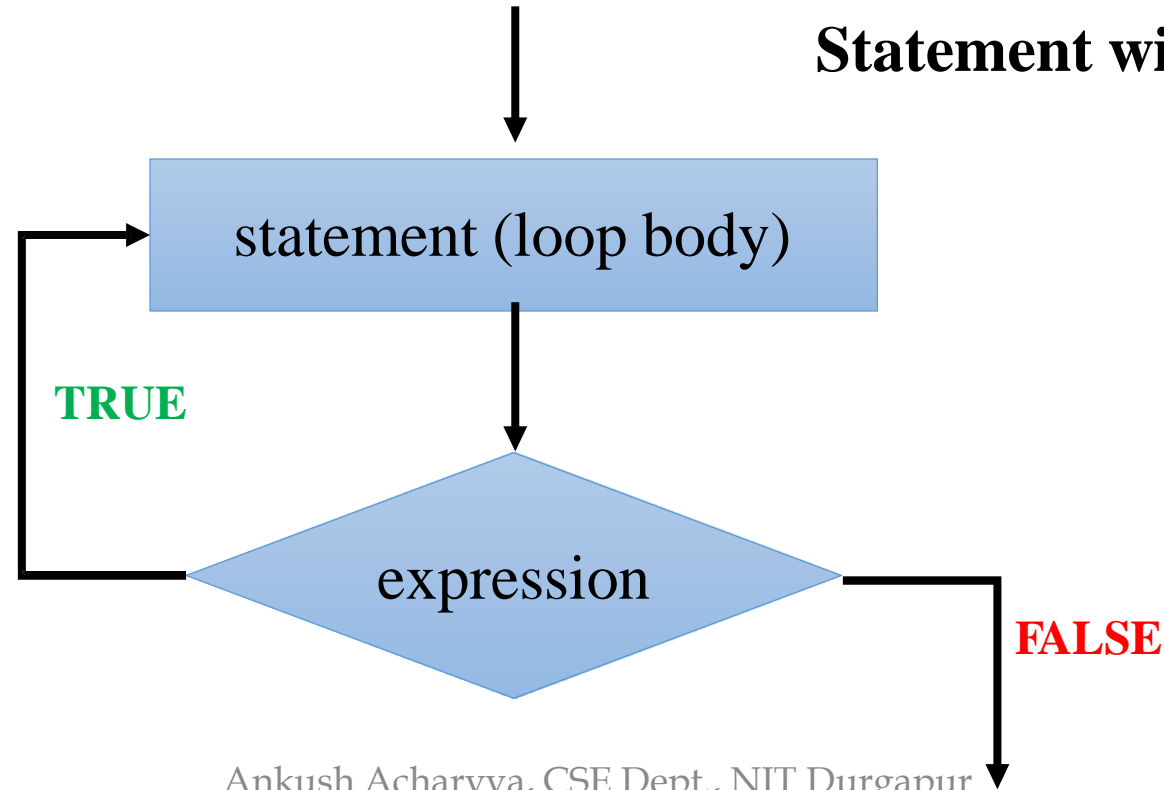 Statement wi
statement (loop body)
TRUE
expression
FALSE
Ankush Acharyya, CSE Dept., NIT Durgapur